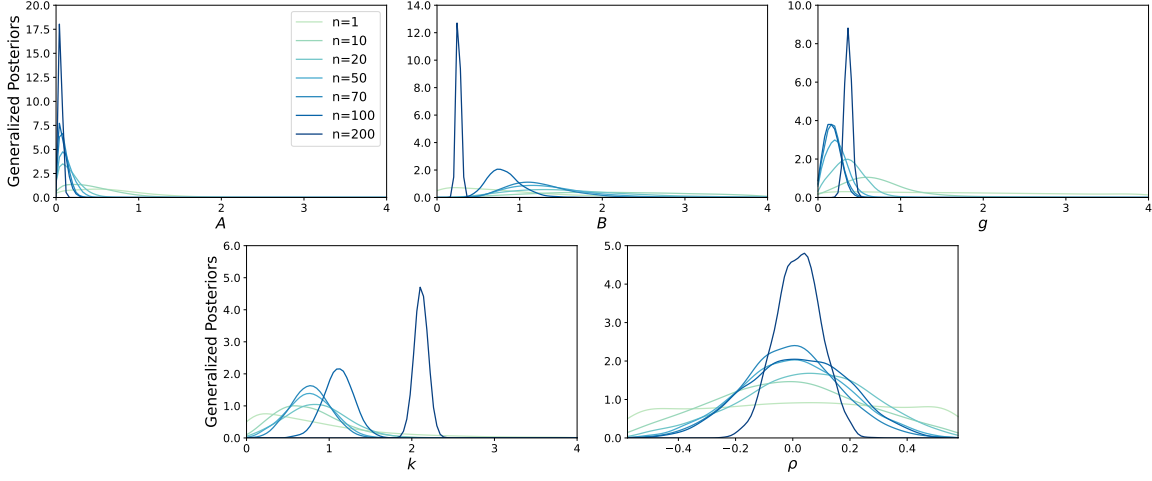 Generalized Posteriors
20.0
17.5
15.0
12.5
10.0
7.5
5.0
2.5
0.0
0 1 2 3 4
A
n=1
n=10
n=20
n=50
n=70
n=100
n=200
14.0
12.0
10.0
8.0
6.0
4.0
2.0
0.0
0 1 2 3 4
B
10.0
8.0
6.0
4.0
2.0
0.0
0 1 2 3 4
g
Generalized Posteriors
6.0
5.0
4.0
3.0
2.0
1.0
0.0
0 1 2 3 4
k
5.0
4.0
3.0
2.0
1.0
0.0
−0.4 −0.2 0.0 0.2 0.4
ρ